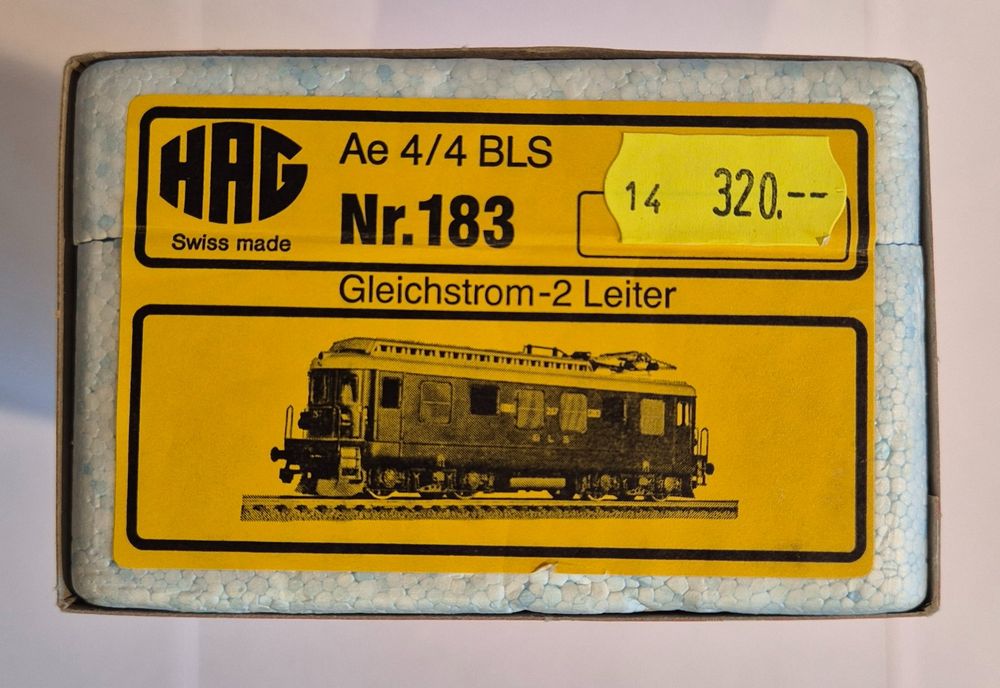 HAG
Swiss made
Ae 4/4 BLS
Nr.183
14 320.--
Gleichstrom-2 Leiter
BLS